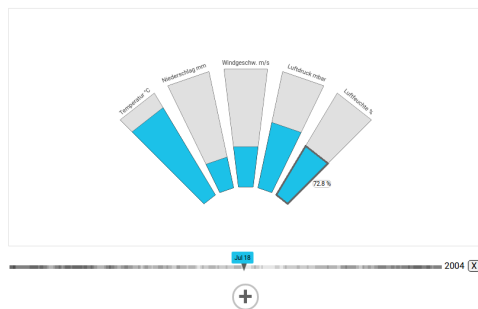 Temperatur °C
Niederschlag mm
Windgeschw. m/s
Luftdruck mbar
Luftfeuchte %
72.8 %
Jul 18
2004 X